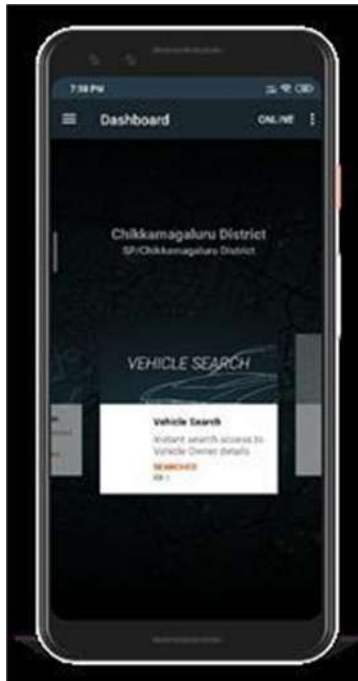 7:58 PM
Dashboard
ONLINE
Chikkamagaluru District
SP/Chikkamagaluru District
VEHICLE SEARCH
Vehicle Search
Instant search access to
Vehicle Owner details
SEARCHED